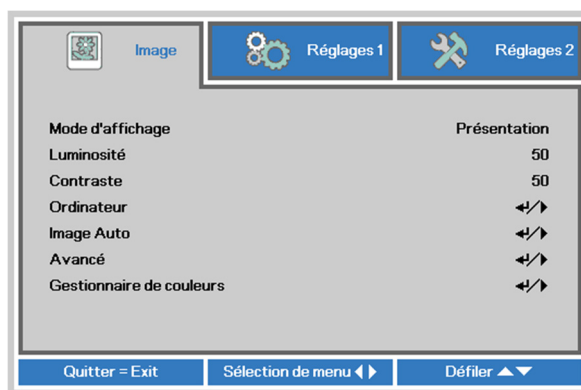 Image Réglages 1 Réglages 2
Mode d'affichage Présentation
Luminosité 50
Contraste 50
Ordinateur ↵/▶
Image Auto ↵/▶
Avancé ↵/▶
Gestionnaire de couleurs ↵/▶
Quitter = Exit Sélection de menu ◀▶ Défiler ▲▼